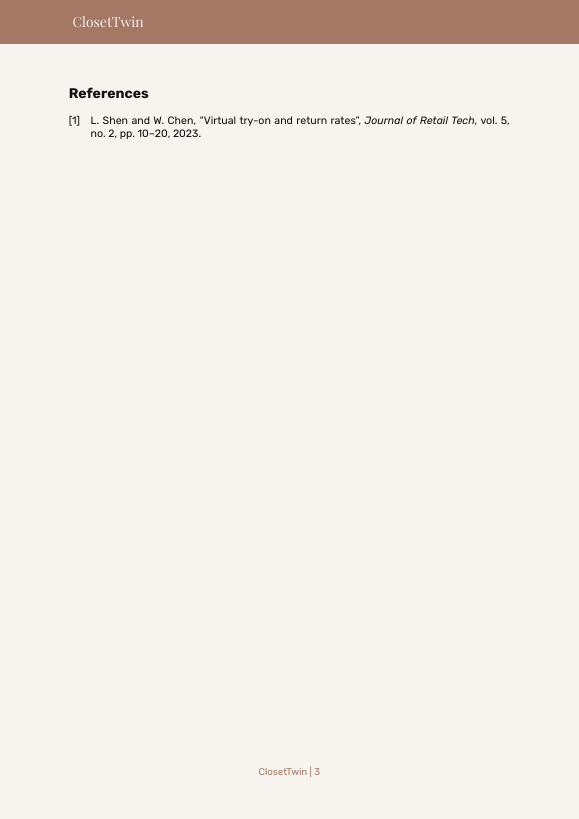 ClosetTwin
References
[1] L. Shen and W. Chen, “Virtual try-on and return rates”, Journal of Retail Tech, vol. 5,
no. 2, pp. 10–20, 2023.
ClosetTwin | 3